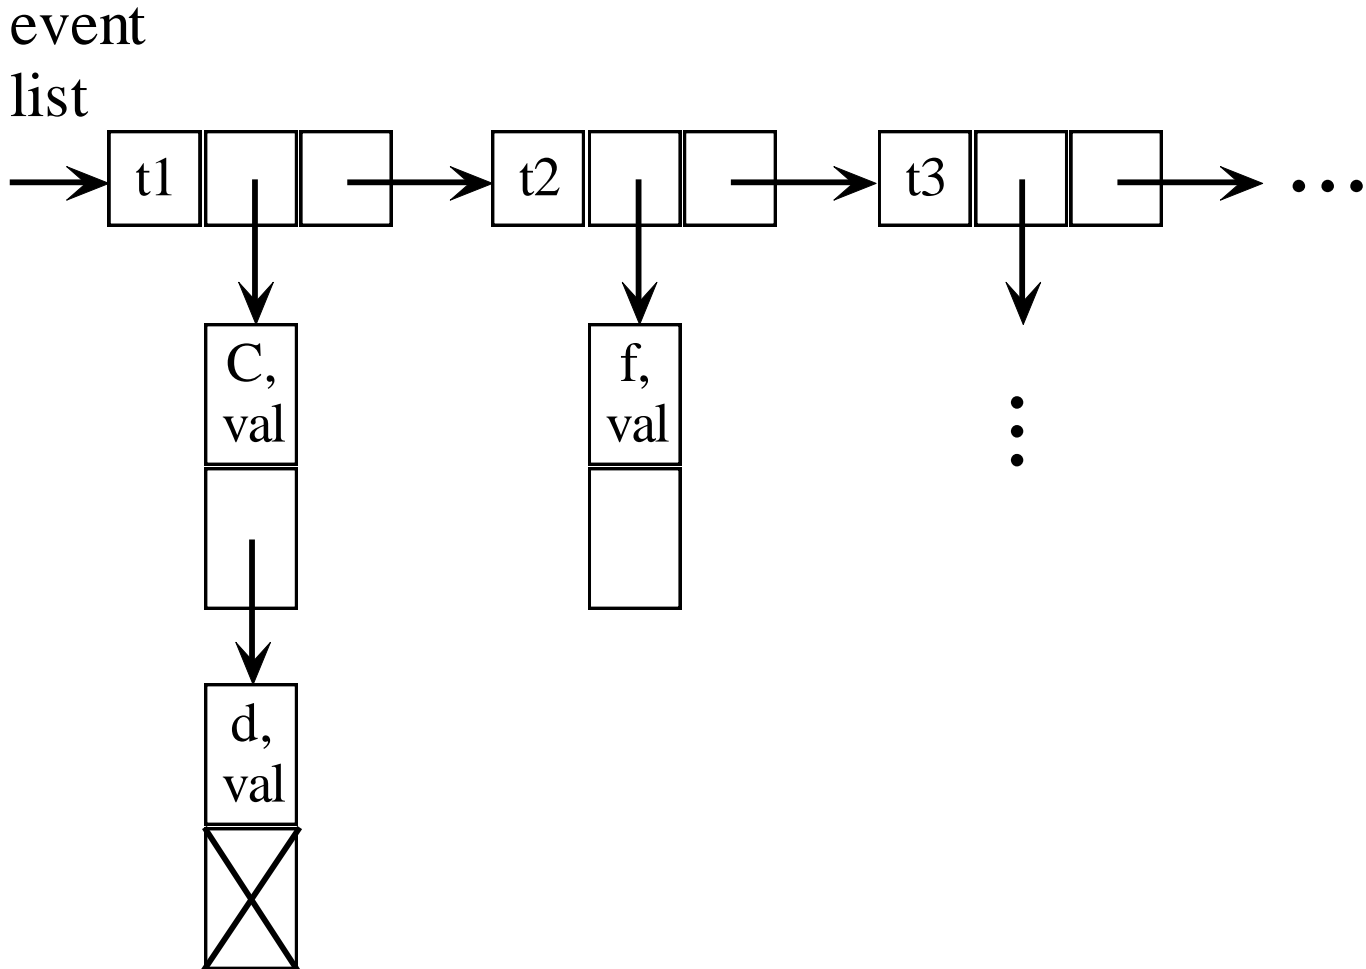 event
list
t1
t2
t3
...
C,
val
f,
val
d,
val